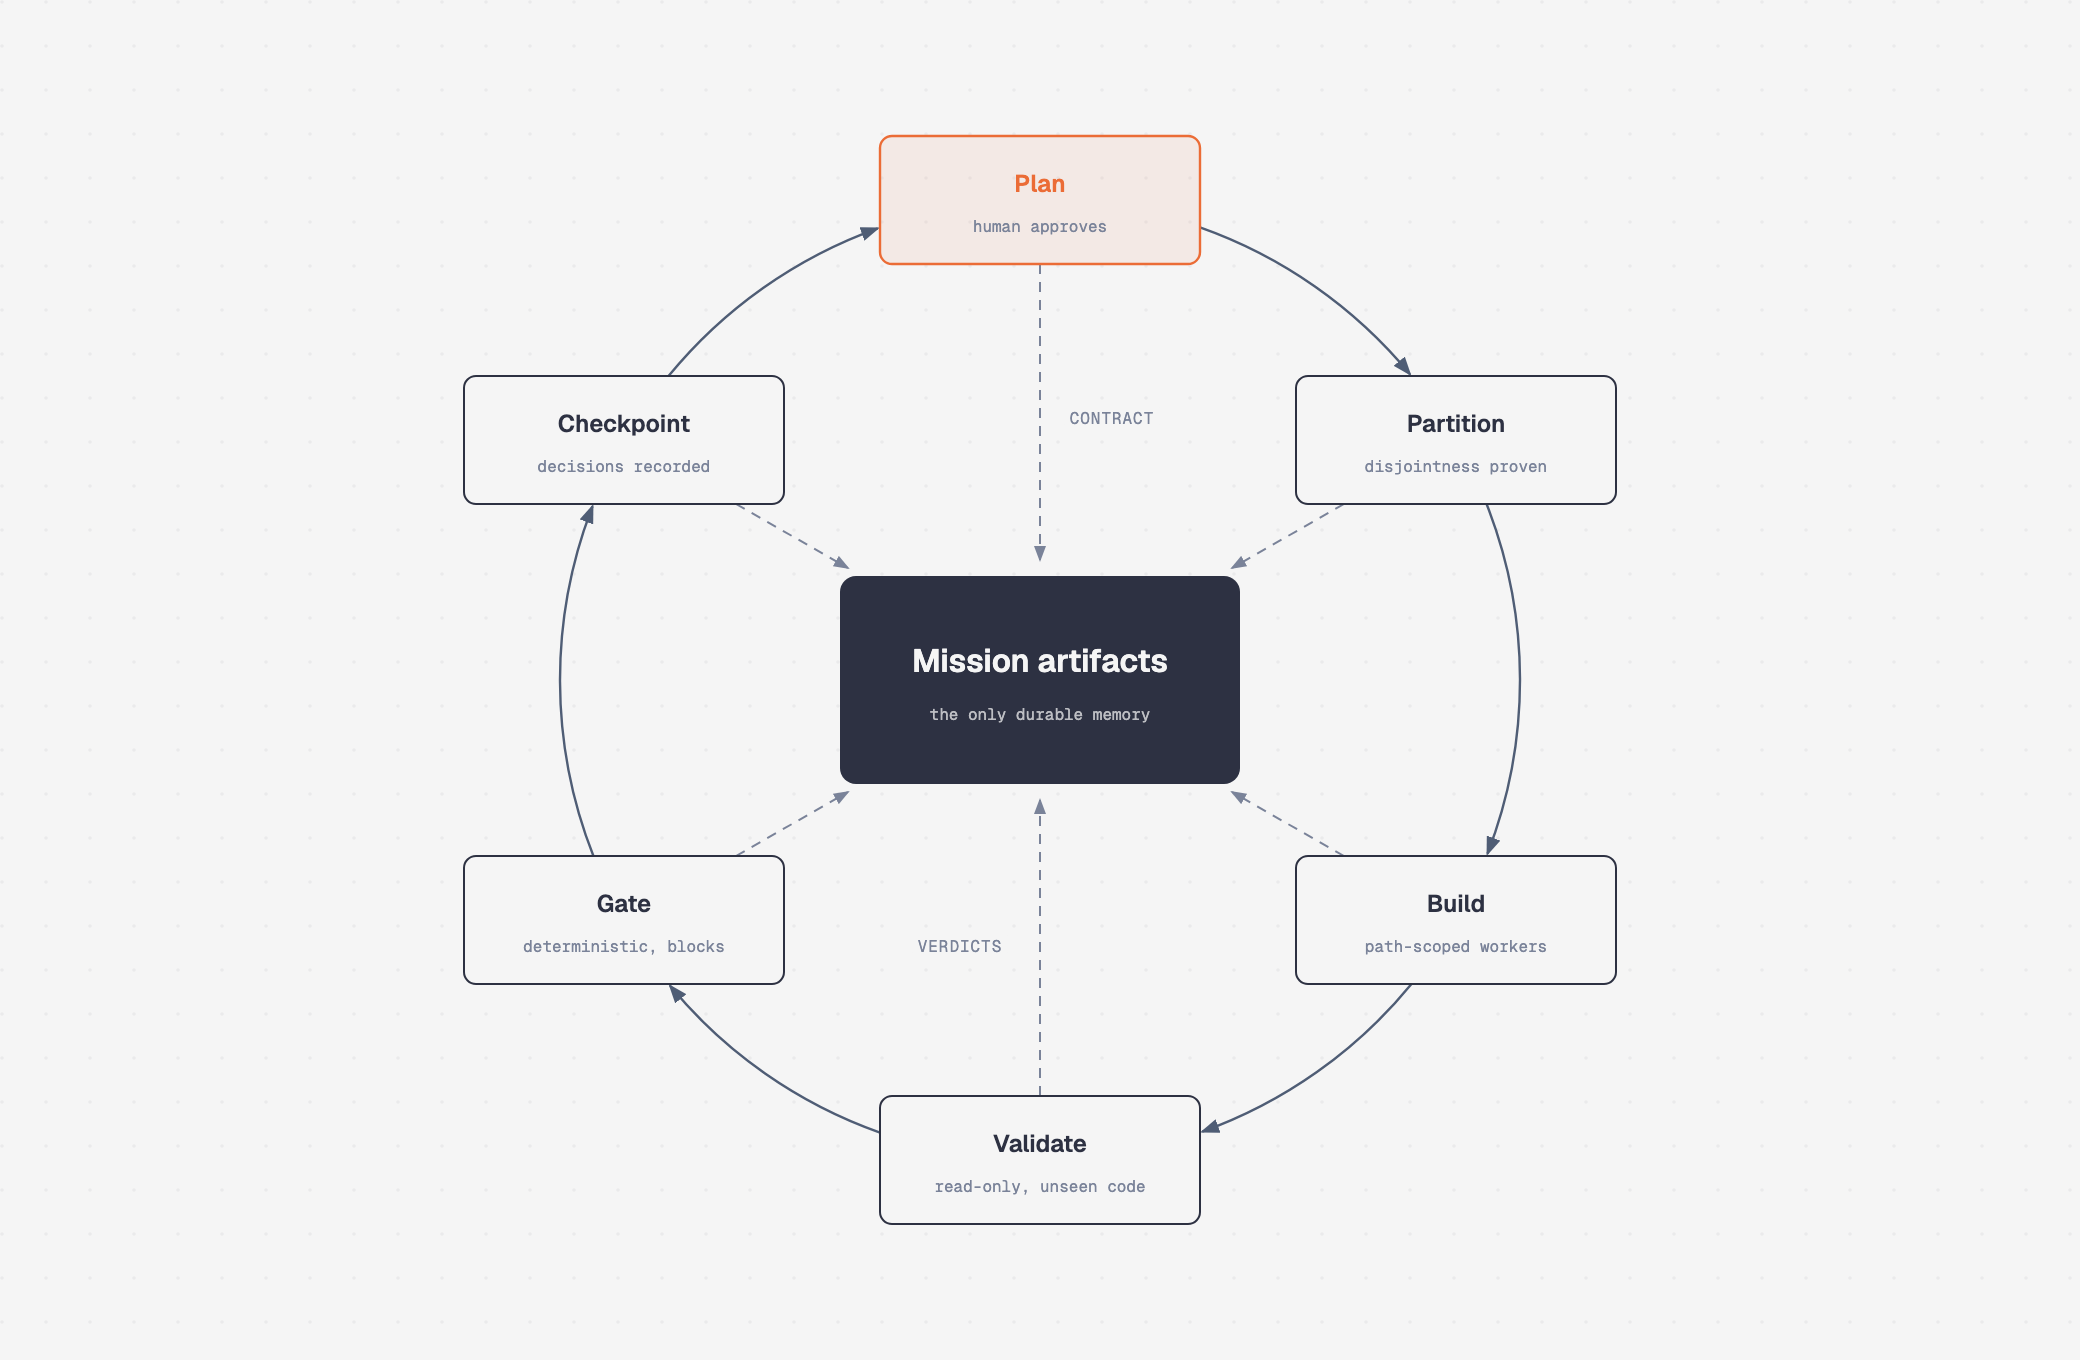 Plan
human approves
Checkpoint
decisions recorded
CONTRACT
Partition
disjointness proven
Mission artifacts
the only durable memory
Gate
deterministic, blocks
VERDICTS
Build
path-scoped workers
Validate
read-only, unseen code